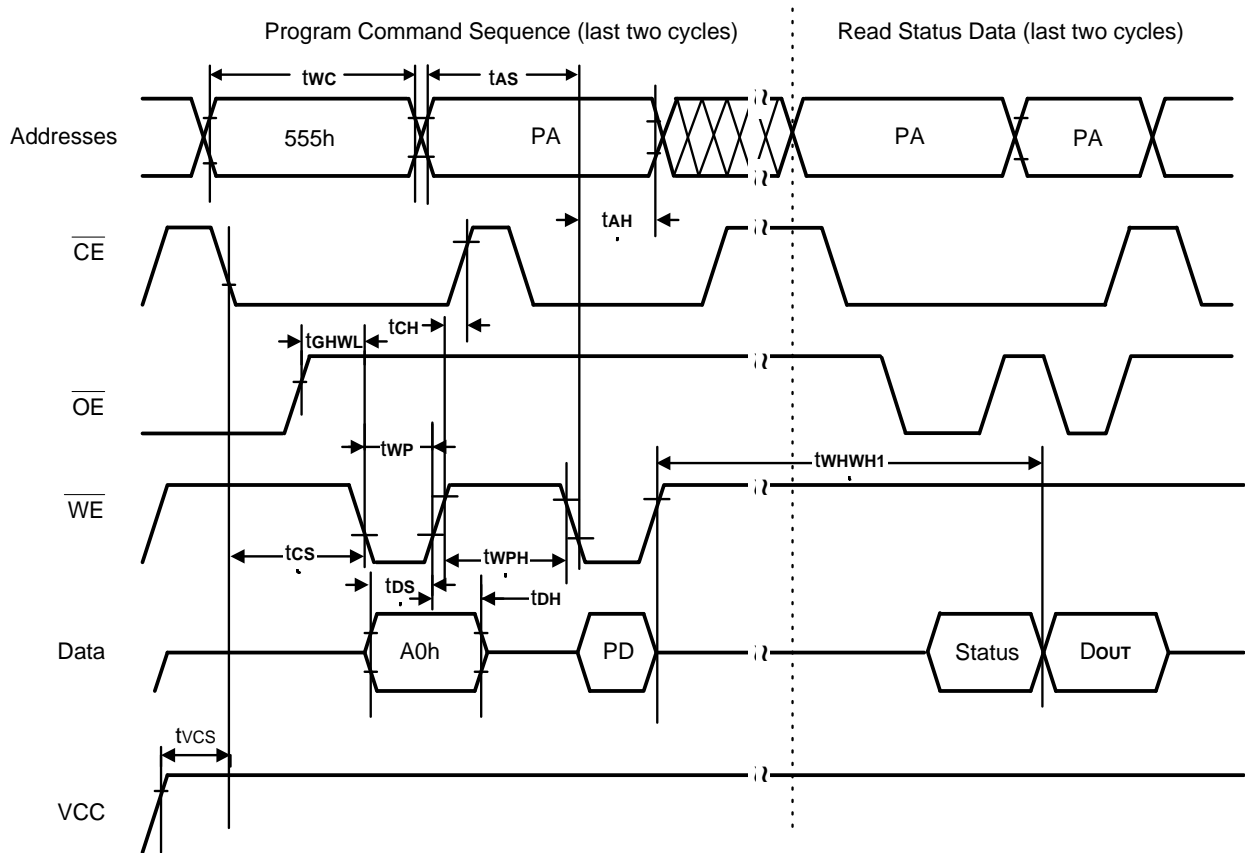 Program Command Sequence (last two cycles) Read Status Data (last two cycles)
tWC tAS
Addresses 555h PA PA PA
tAH
CE
tGHWL tCH
OE
tWP tWHWH1
WE
tCS tWPH
tDS tDH
Data A0h PD Status DOUT
tVCS
VCC